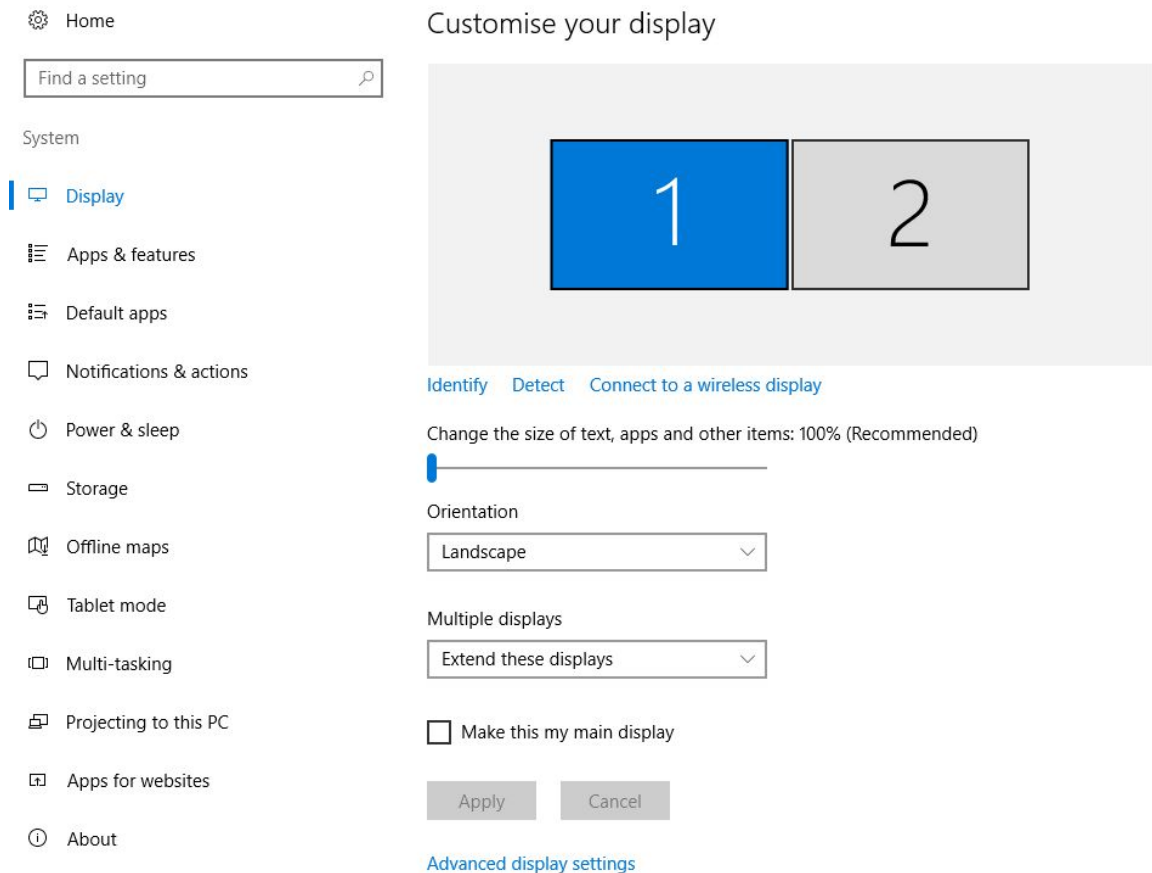 Home
Find a setting
System
Display
Apps & features
Default apps
Notifications & actions
Power & sleep
Storage
Offline maps
Tablet mode
Multi-tasking
Projecting to this PC
Apps for websites
About
Customise your display
1
2
Identify Detect Connect to a wireless display
Change the size of text, apps and other items: 100% (Recommended)
Orientation
Landscape
Multiple displays
Extend these displays
Make this my main display
Apply Cancel
Advanced display settings